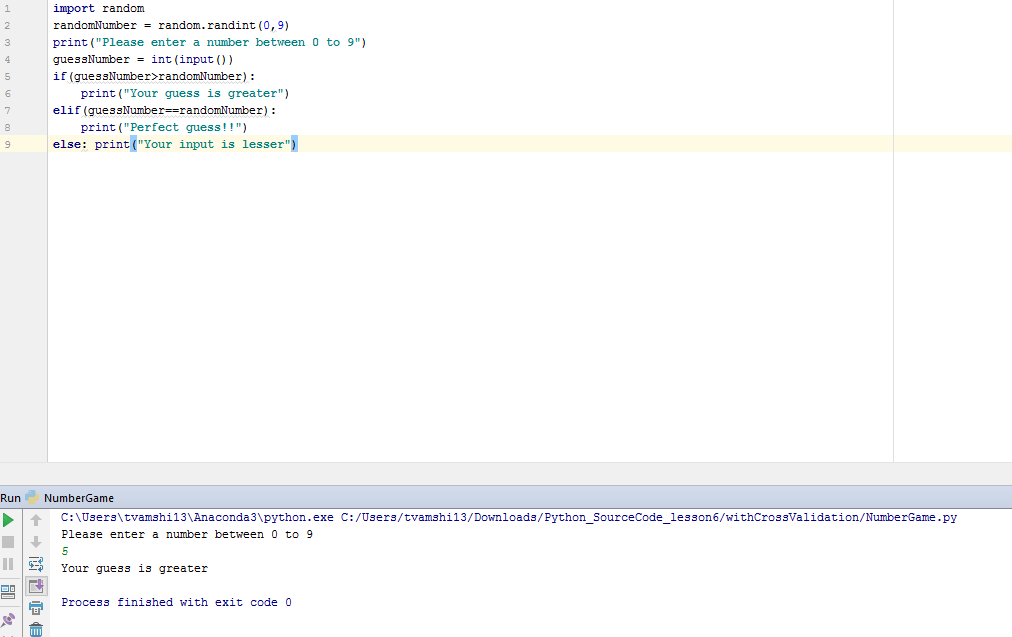 1 import random
2 randomNumber = random.randint(0,9)
3 print("Please enter a number between 0 to 9")
4 guessNumber = int(input())
5 if(guessNumber>randomNumber):
6     print("Your guess is greater")
7 elif(guessNumber==randomNumber):
8     print("Perfect guess!!")
9 else: print("Your input is lesser")
Run NumberGame
C:\Users\tvamshi13\Anaconda3\python.exe C:/Users/tvamshi13/Downloads/Python_SourceCode_lesson6/withCrossValidation/NumberGame.py
Please enter a number between 0 to 9
5
Your guess is greater
Process finished with exit code 0